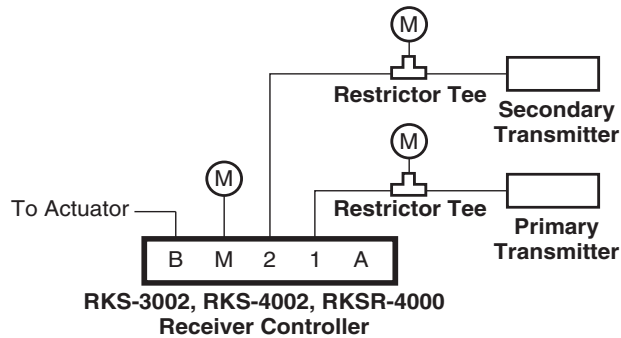 M
Restrictor Tee
Secondary
Transmitter
M
M
Restrictor Tee
To Actuator
Primary
Transmitter
B M 2 1 A
RKS-3002, RKS-4002, RKSR-4000
Receiver Controller